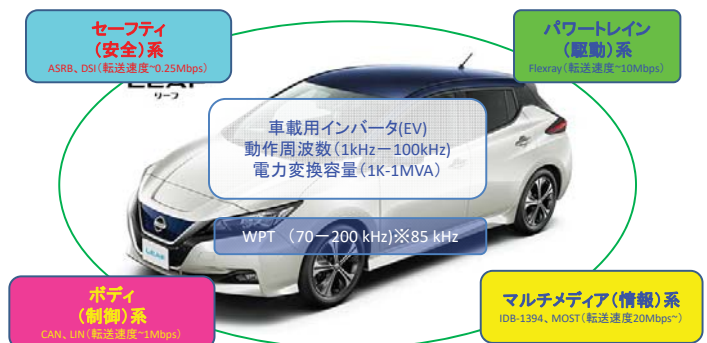 セーフティ
(安全)系
ASRB、DSI(転送速度~0.25Mbps)
パワートレイン
(駆動)系
Flexray(転送速度~10Mbps)
LEAF
リーフ
車載用インバータ(EV)
動作周波数(1kHz－100kHz)
電力変換容量(1K-1MVA)
WPT (70－200 kHz)※85 kHz
LEAF
ボディ
(制御)系
CAN、LIN(転送速度~1Mbps)
マルチメディア(情報)系
IDB-1394、MOST(転送速度20Mbps~)